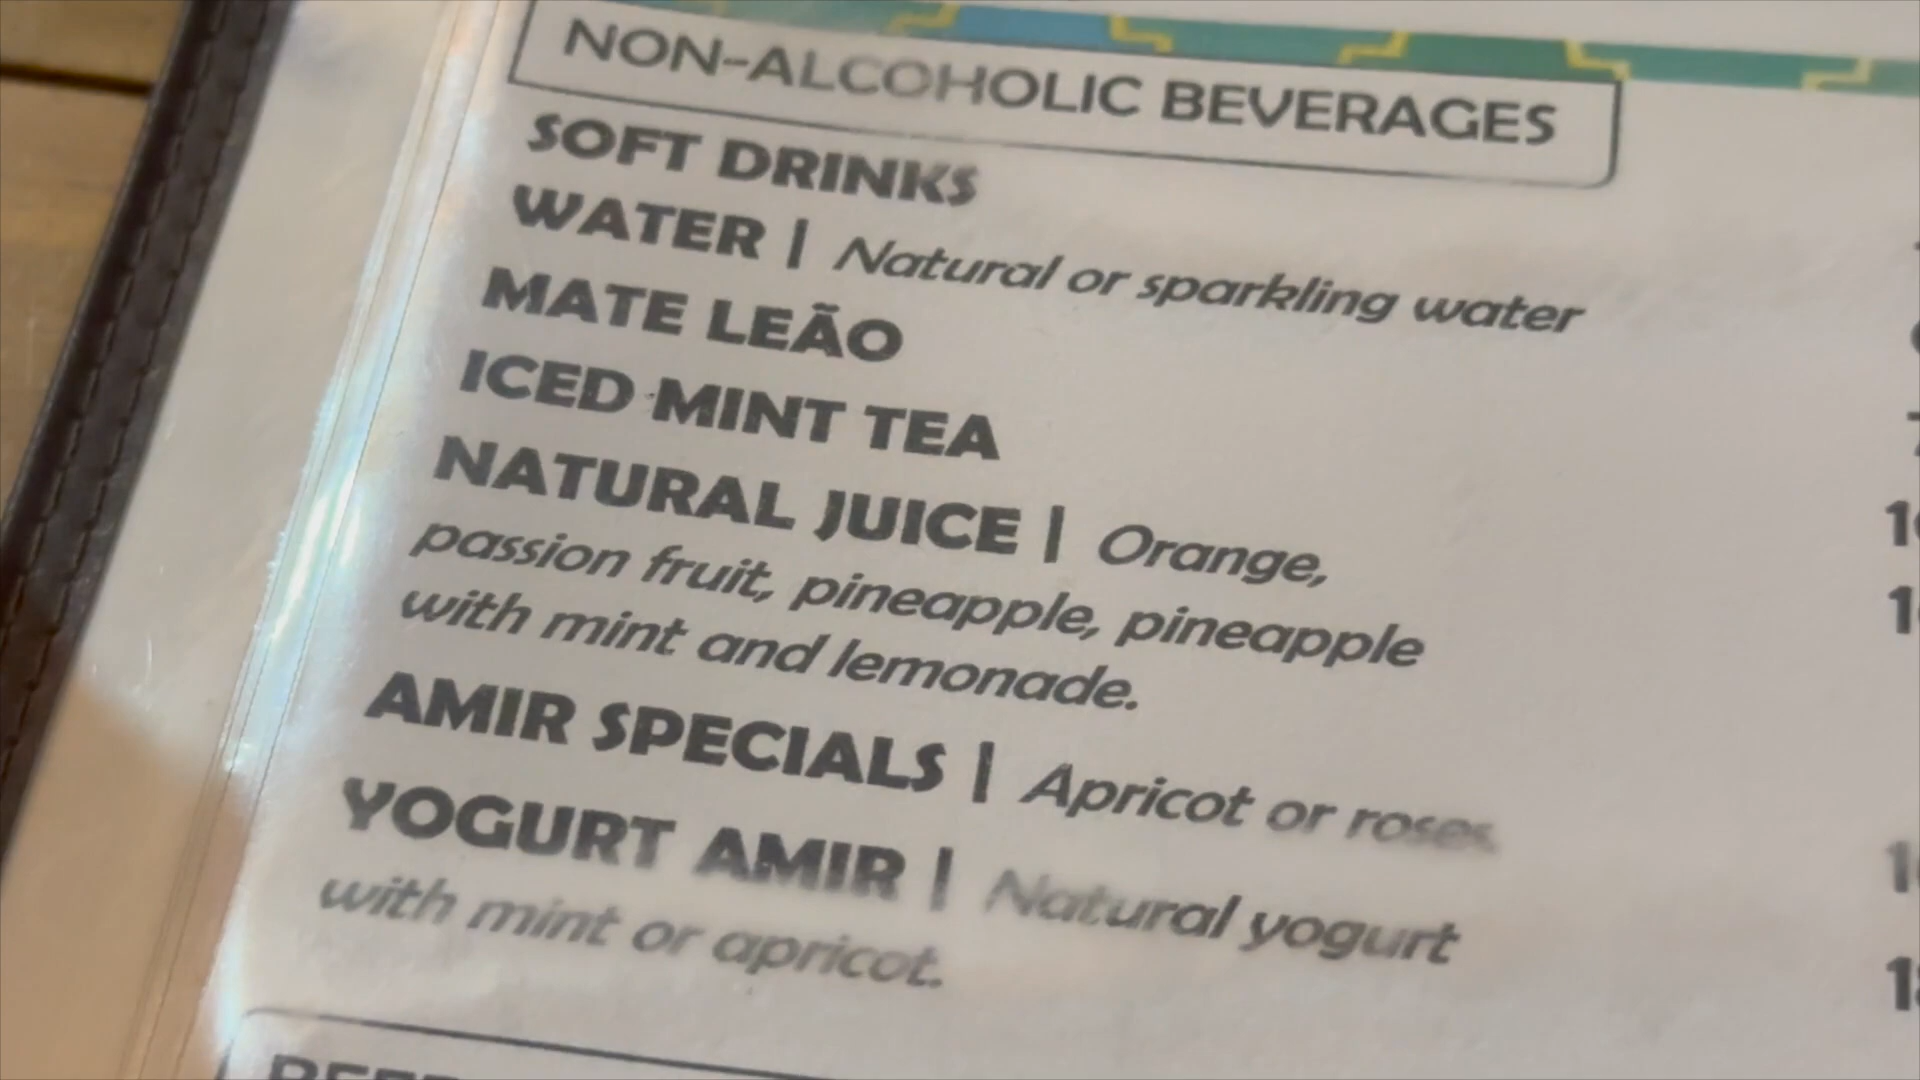 NON-ALCOHOLIC BEVERAGES
SOFT DRINKS
WATER | Natural or sparkling water
MATE LEÃO
ICED MINT TEA
NATURAL JUICE | Orange,
passion fruit, pineapple, pineapple
with mint and lemonade.
AMIR SPECIALS | Apricot or roses
YOGURT AMIR | Natural yogurt
with mint or apricot.